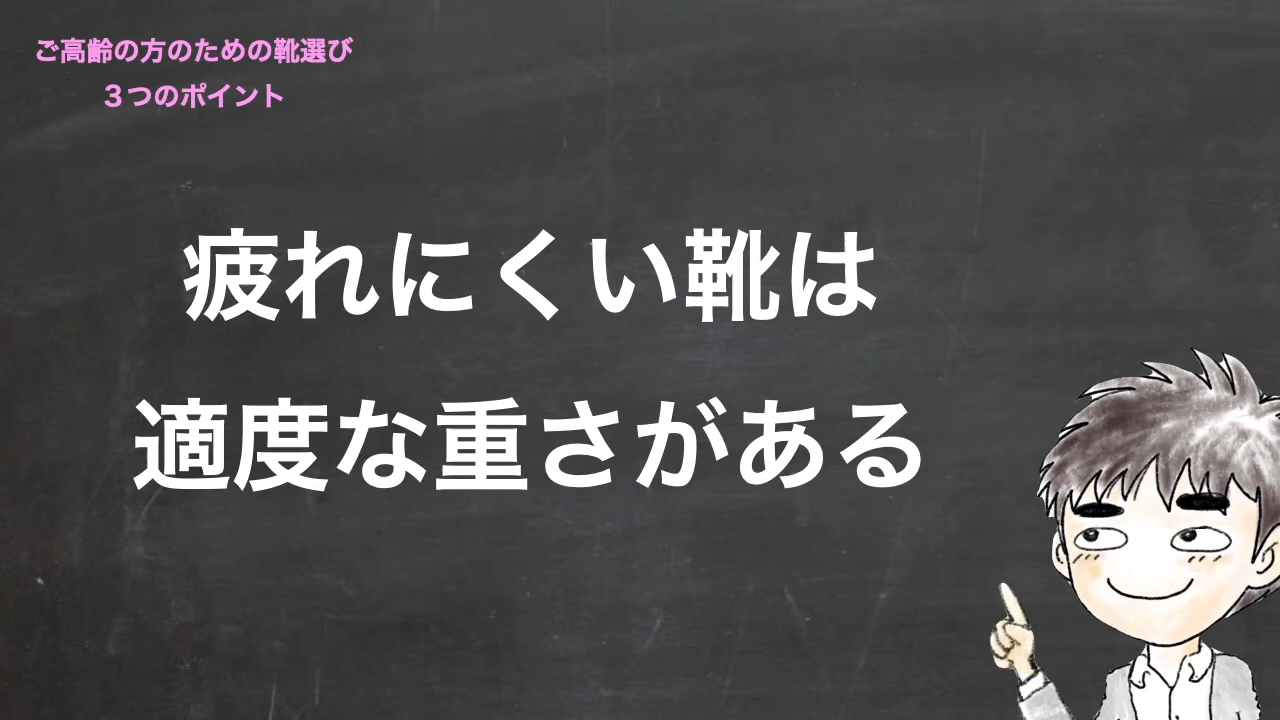 ご高齢の方のための靴選び
３つのポイント
疲れにくい靴は
適度な重さがある